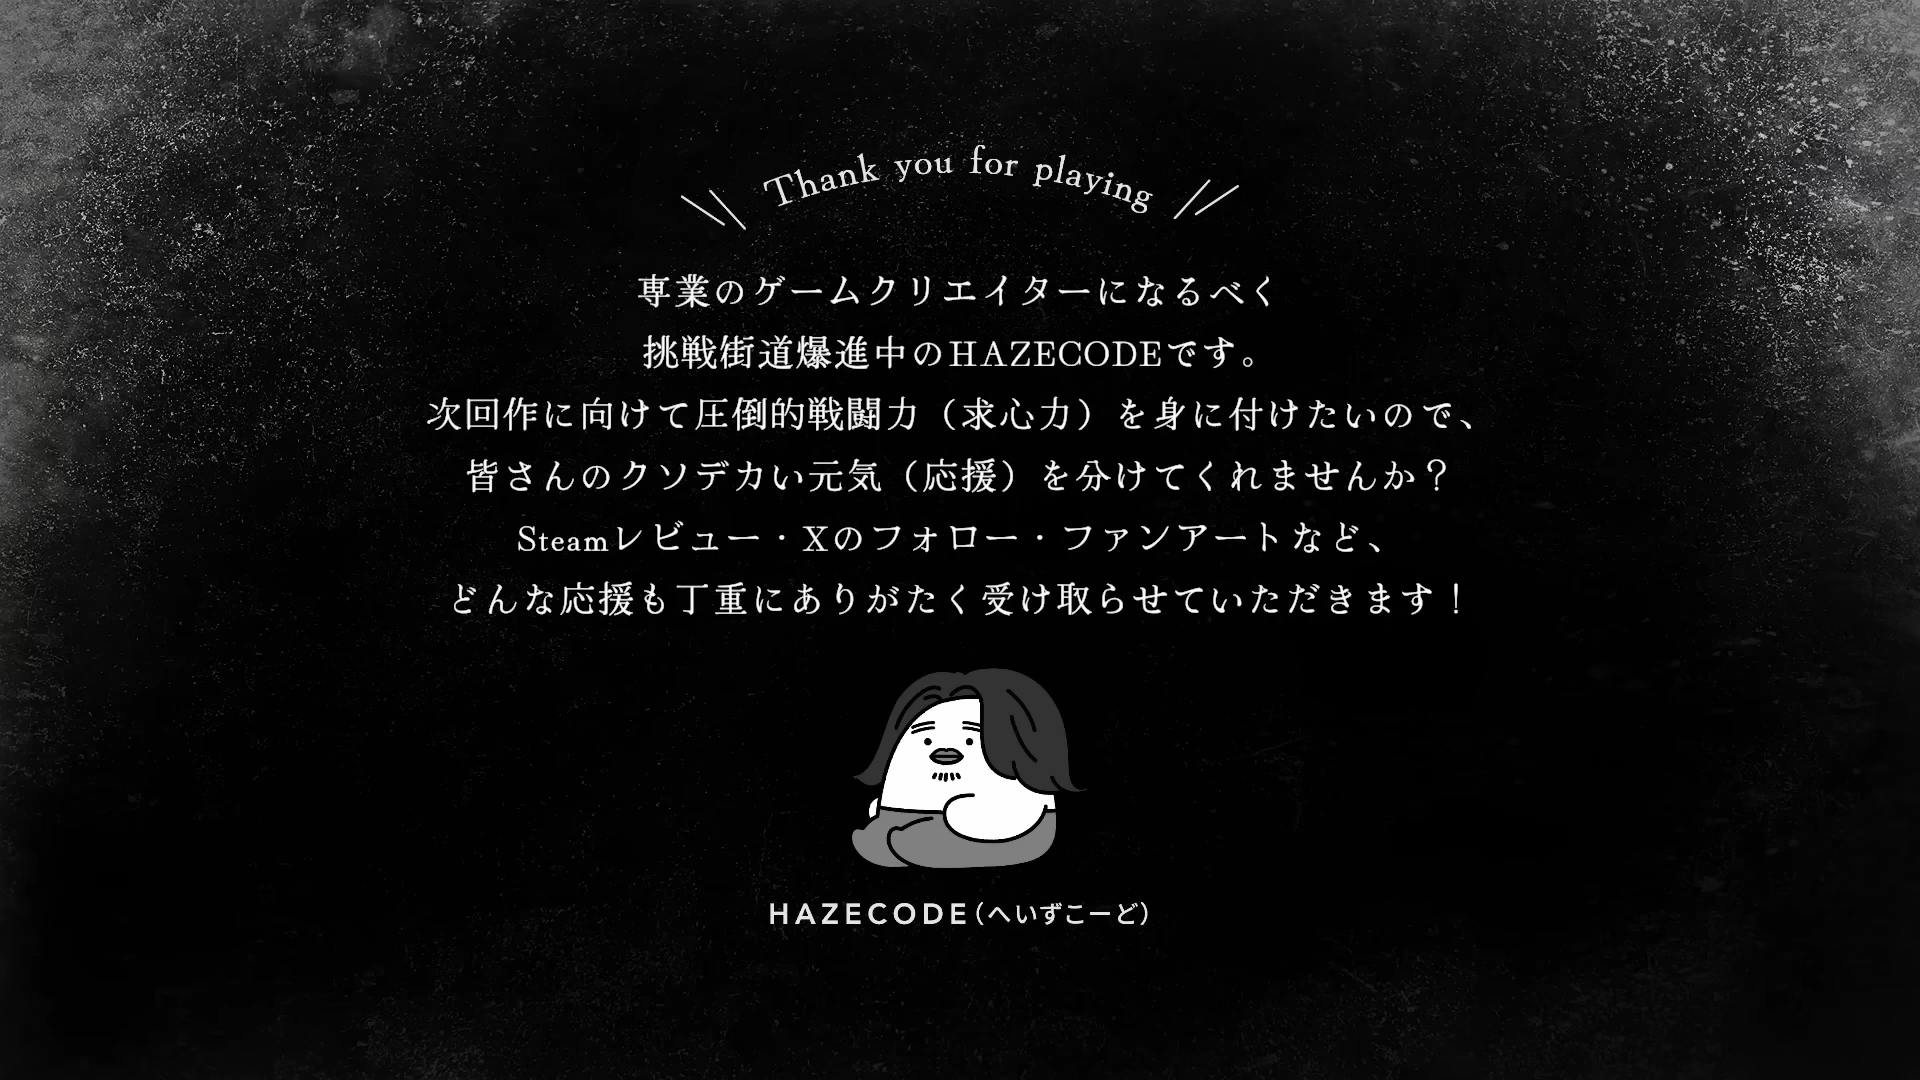 Thank you for playing
専業のゲームクリエイターになるべく
挑戦街道爆進中のHAZECODEです。
次回作に向けて圧倒的戦闘力（求心力）を身に付けたいので、
皆さんのクソデカい元気（応援）を分けてくれませんか？
Steamレビュー・Xのフォロー・ファンアートなど、
どんな応援も丁重にありがたく受け取らせていただきます！
HAZECODE（へいずこーど）